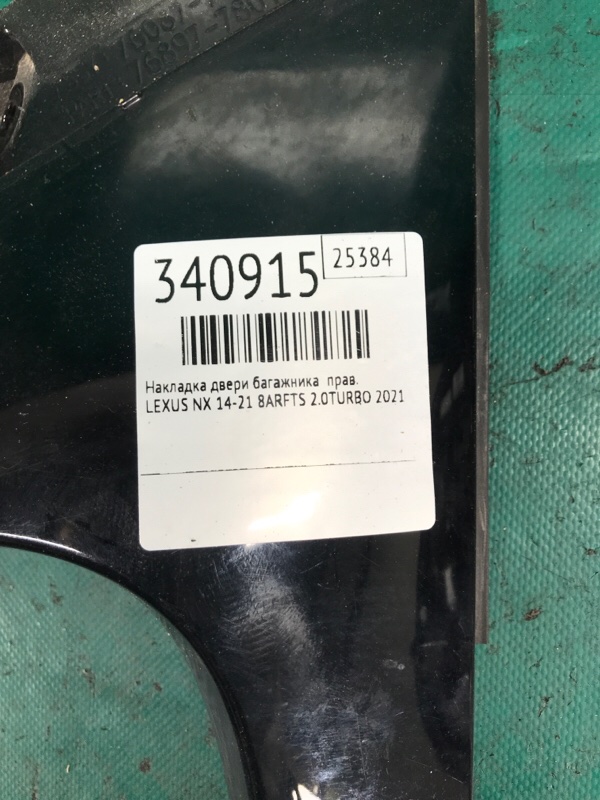 340915
25384
Накладка двери багажника прав.
LEXUS NX 14-21 8ARFTS 2.0TURBO 2021